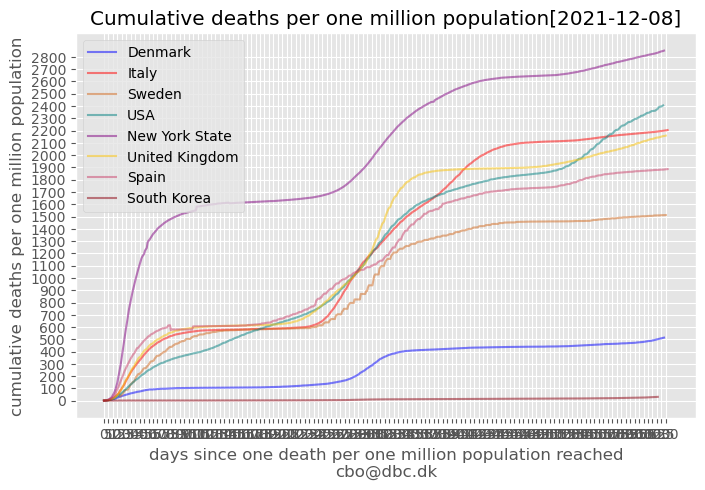 Cumulative deaths per one million population[2021-12-08]
cumulative deaths per one million population
2800
2700
2600
2500
2400
2300
2200
2100
2000
1900
1800
1700
1600
1500
1400
1300
1200
1100
1000
900
800
700
600
500
400
300
200
100
0
Denmark
Italy
Sweden
USA
New York State
United Kingdom
Spain
South Korea
days since one death per one million population reached
cbo@dbc.dk